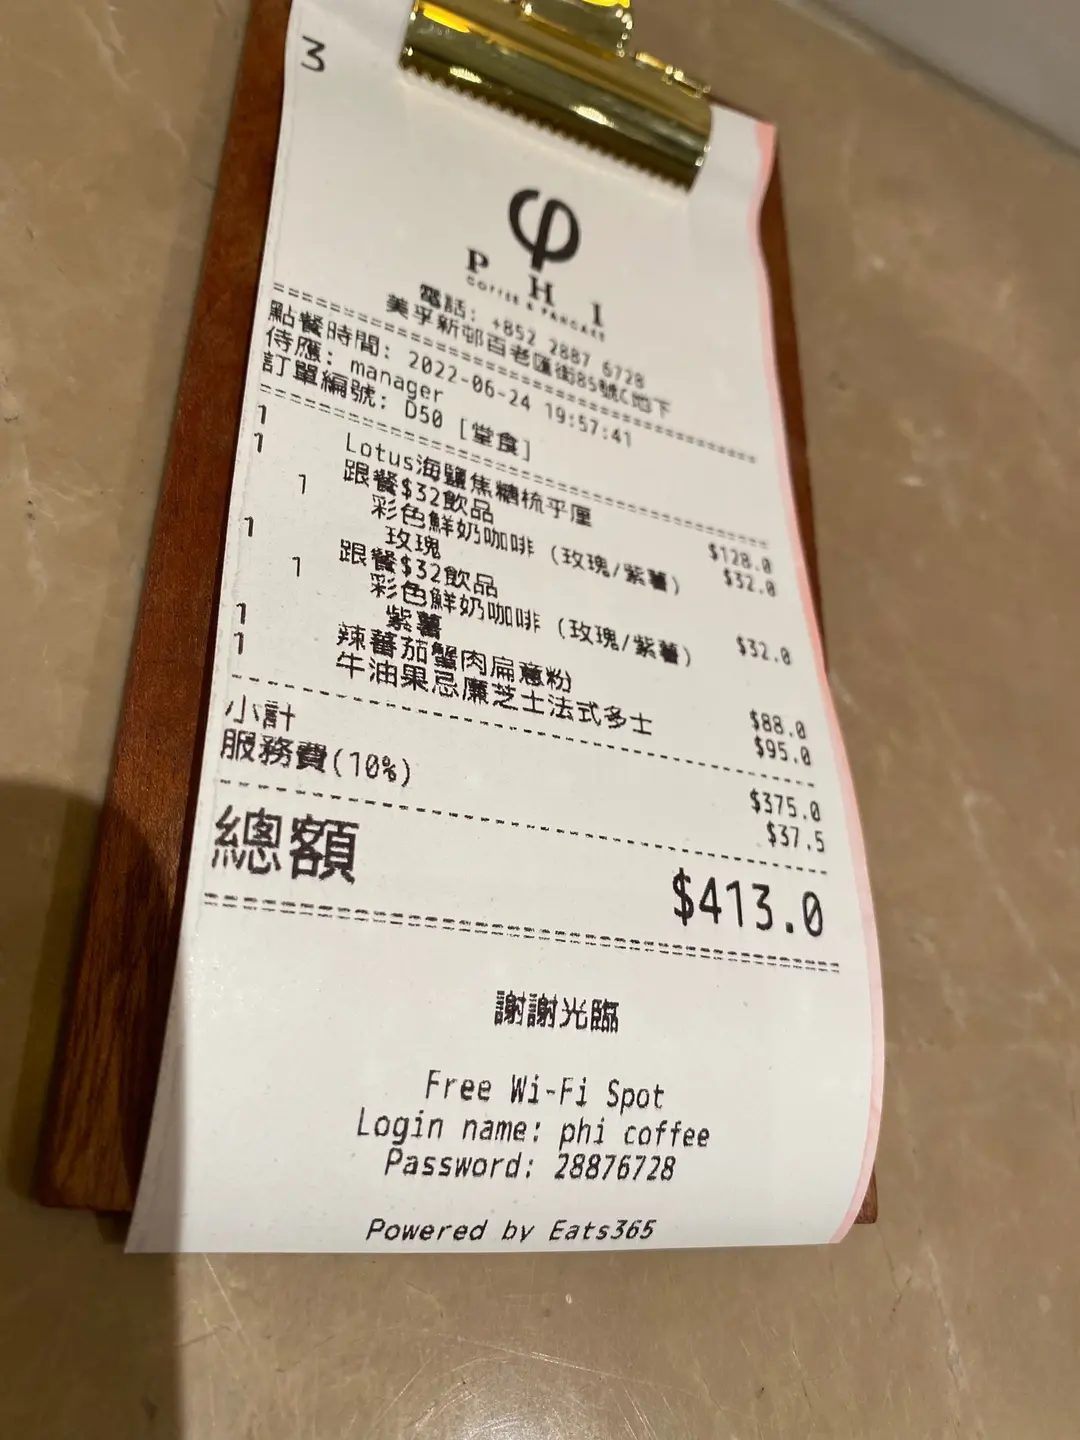 3
φ
PHI
COFFEE & PANCAKE
電話: +852 2887 6728
美孚新邨百老匯街85號C地下
點餐時間: 2022-06-24 19:57:41
侍應: manager
訂單編號: D50 [堂食]
1 Lotus海鹽焦糖梳乎厘 $128.0
1 跟餐$32飲品 $32.0
1 彩色鮮奶咖啡 (玫瑰/紫薯)
玫瑰
1 跟餐$32飲品 $32.0
1 彩色鮮奶咖啡 (玫瑰/紫薯)
紫薯
1 辣蕃茄蟹肉扁意粉 $88.0
1 牛油果忌廉芝士法式多士 $95.0
小計 $375.0
服務費(10%) $37.5
總額 $413.0
謝謝光臨
Free Wi-Fi Spot
Login name: phi coffee
Password: 28876728
Powered by Eats365